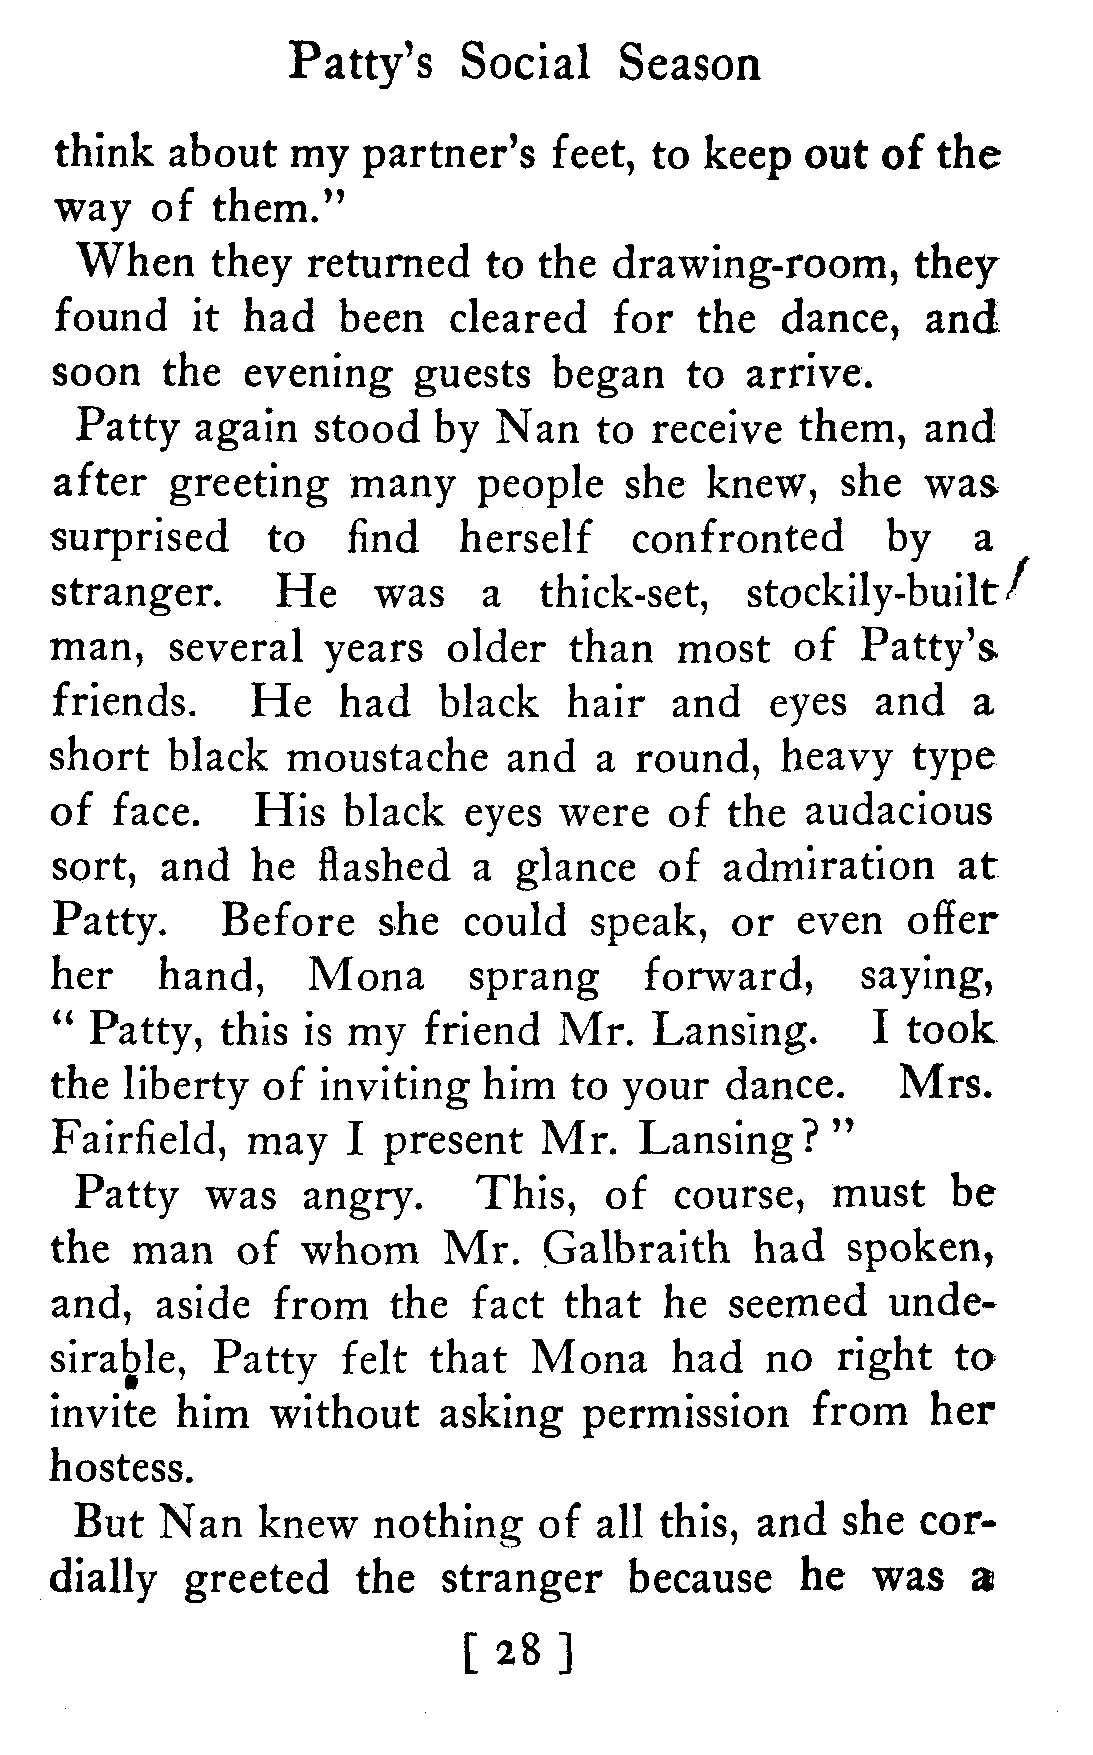 Patty's Social Season
think about my partner's feet, to keep out of the
way of them."
When they returned to the drawing-room, they
found it had been cleared for the dance, and
soon the evening guests began to arrive.
Patty again stood by Nan to receive them, and
after greeting many people she knew, she was
surprised to find herself confronted by a
stranger. He was a thick-set, stockily-built
man, several years older than most of Patty's
friends. He had black hair and eyes and a
short black moustache and a round, heavy type
of face. His black eyes were of the audacious
sort, and he flashed a glance of admiration at
Patty. Before she could speak, or even offer
her hand, Mona sprang forward, saying,
"Patty, this is my friend Mr. Lansing. I took
the liberty of inviting him to your dance. Mrs.
Fairfield, may I present Mr. Lansing?"
Patty was angry. This, of course, must be
the man of whom Mr. Galbraith had spoken,
and, aside from the fact that he seemed unde-
sirable, Patty felt that Mona had no right to
invite him without asking permission from her
hostess.
But Nan knew nothing of all this, and she cor-
dially greeted the stranger because he was a
[ 28 ]